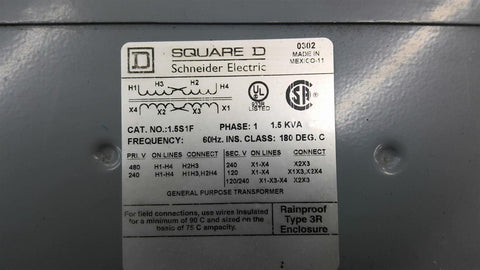 SQUARE D
Schneider Electric
0302
MADE IN
MEXICO-11
H1 H3 H2 H4
X4 X2 X3 X1
UL
LISTED
CAT. NO.:1.5S1F PHASE: 1 1.5 KVA
FREQUENCY: 60Hz. INS. CLASS: 180 DEG. C
PRI. V ON LINES CONNECT SEC. V ON LINES CONNECT
480 H1-H4 H2H3 240 X1-X4 X2X3
240 H1-H4 H1H3,H2H4 120 X1-X4 X1X3,X2X4
120/240 X1-X3-X4 X2X3
GENERAL PURPOSE TRANSFORMER
For field connections, use wires Insulated
for a minimum of 90 C and sized on the
basis of 75 C ampacity.
Rainproof
Type 3R
Enclosure